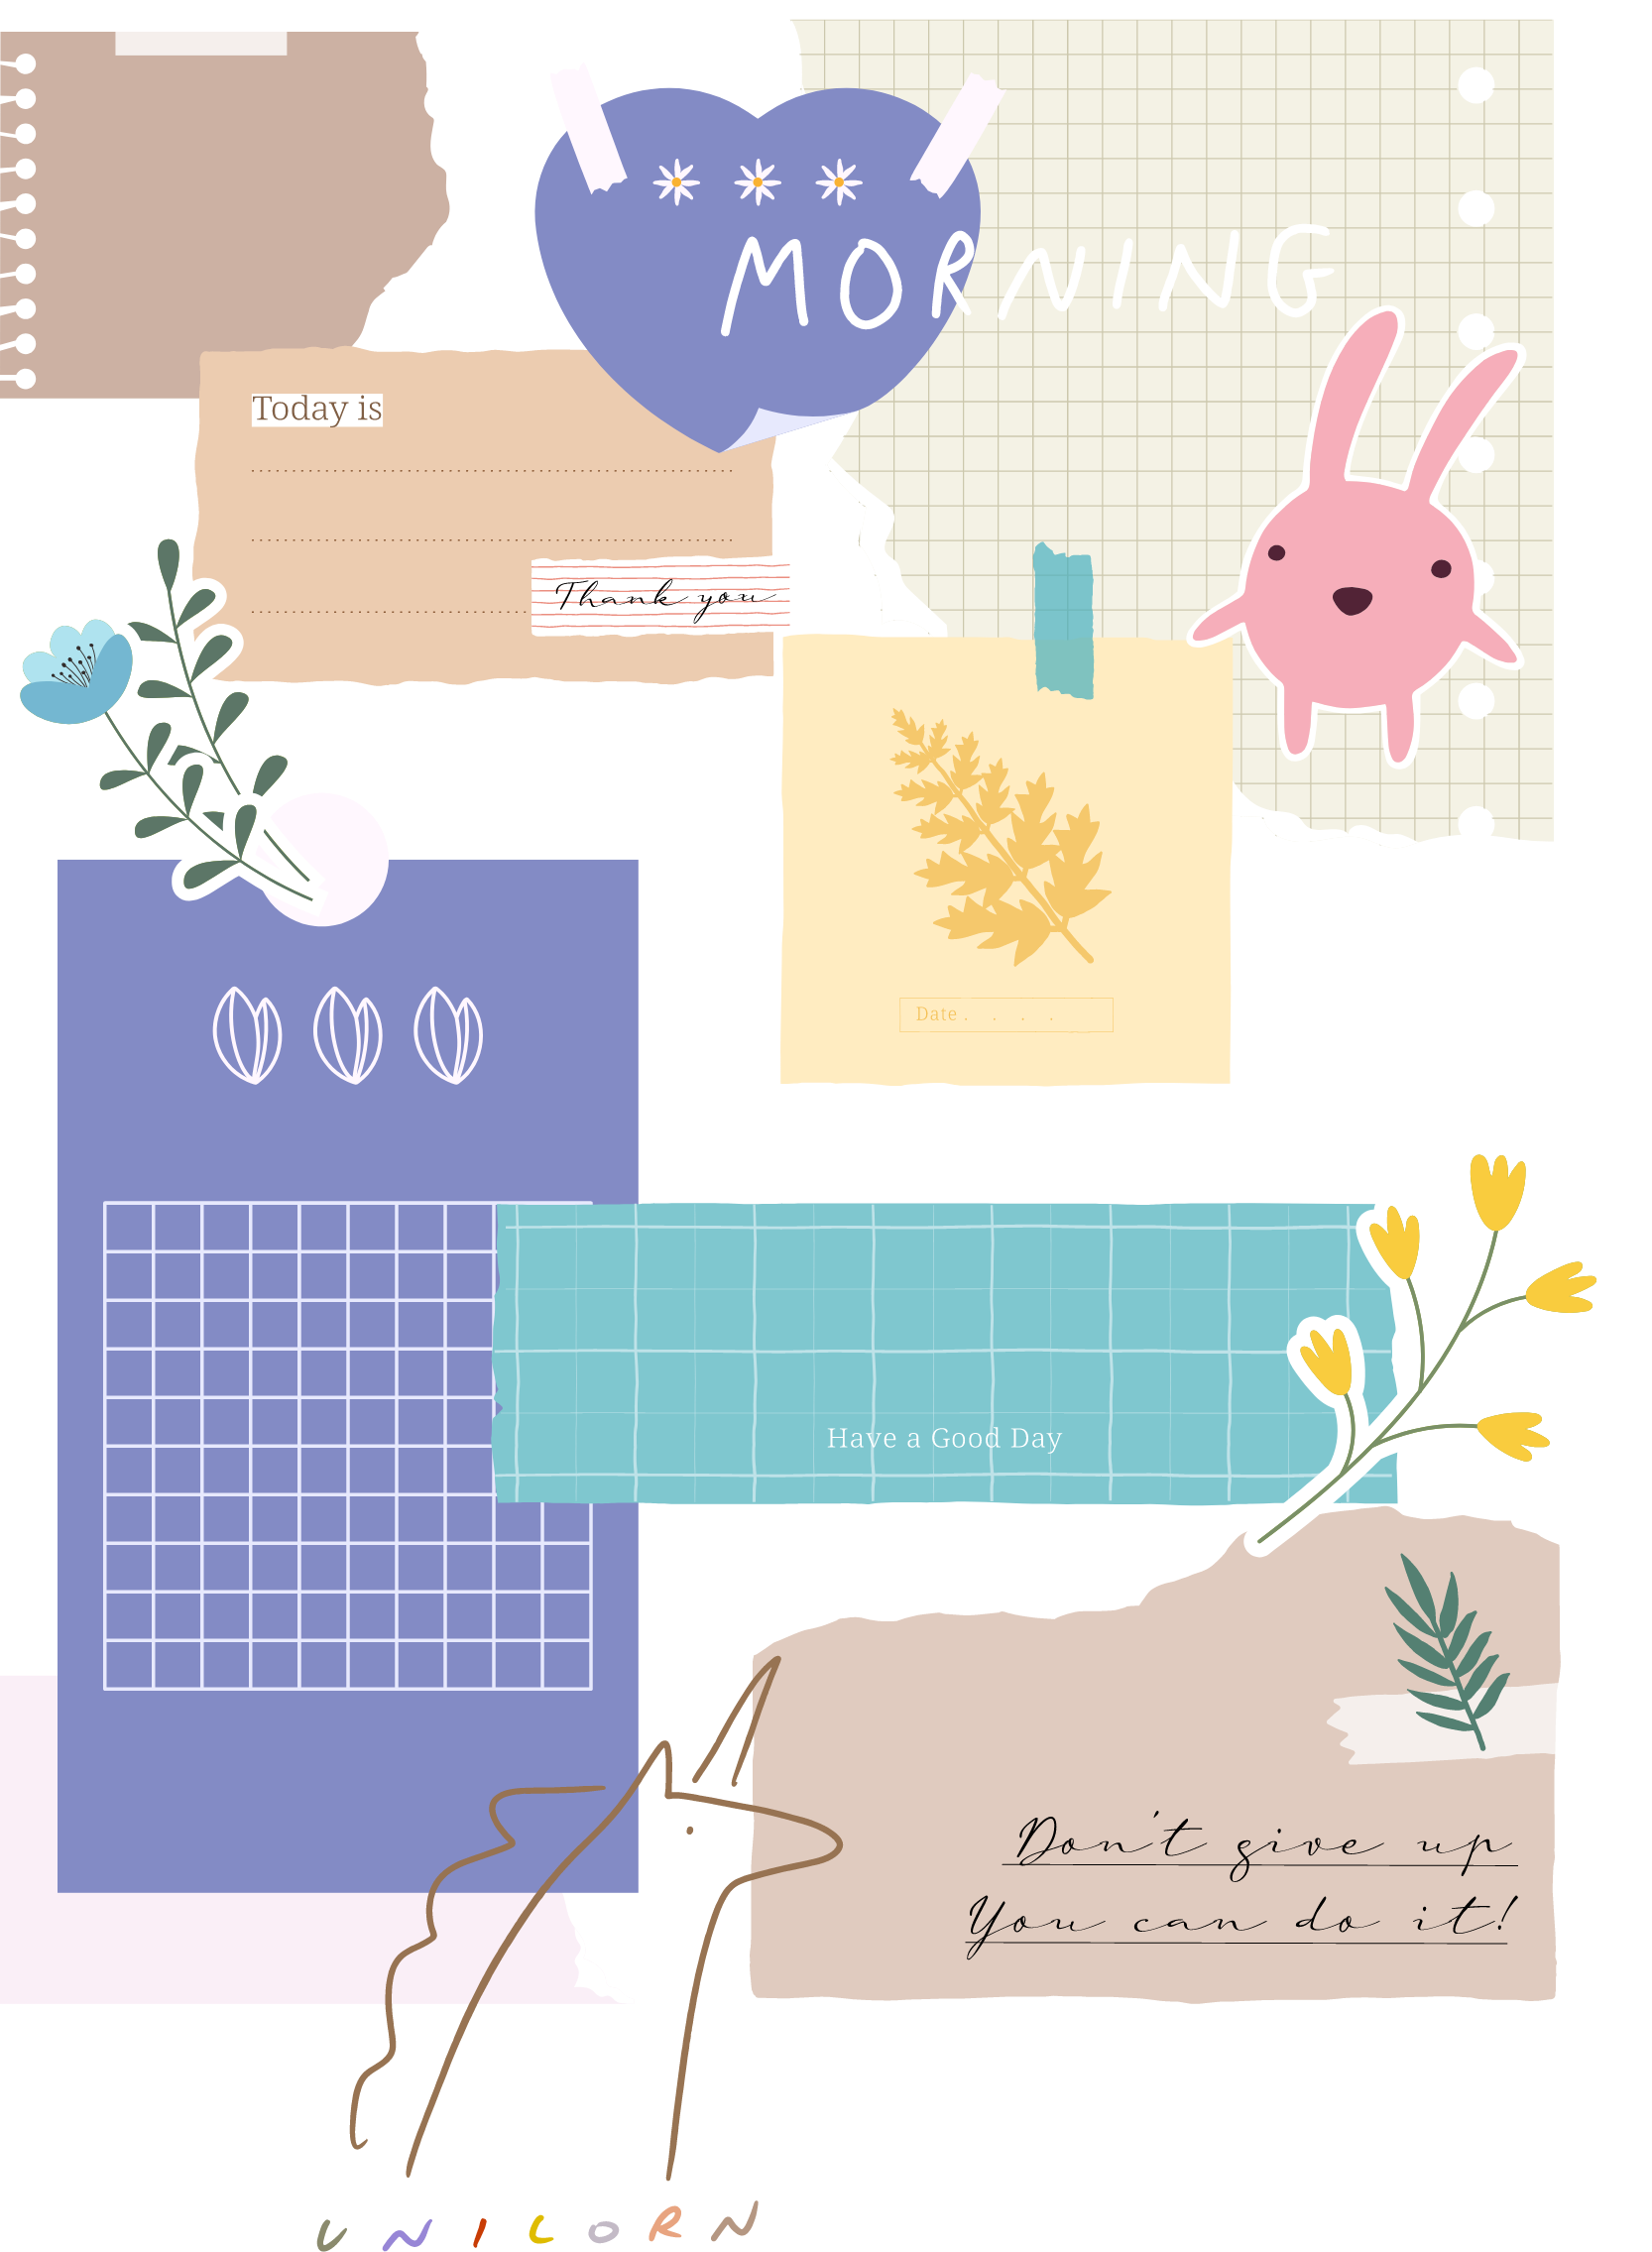 MORNING
Today is
Thank you
Date . . . .
Have a Good Day
Don't give up
You can do it!
UNICORN